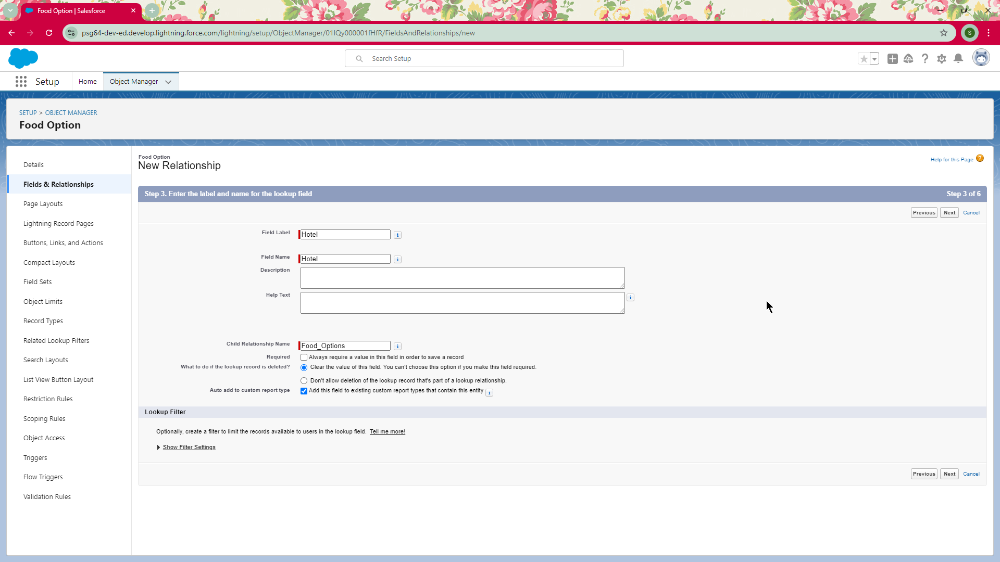 Food Option | Salesforce
psg64-dev-ed.develop.lightning.force.com/lightning/setup/ObjectManager/01IQy000001fHfR/FieldsAndRelationships/new
S
Search Setup
Setup
Home
Object Manager
SETUP > OBJECT MANAGER
Food Option
Details
Fields & Relationships
Page Layouts
Lightning Record Pages
Buttons, Links, and Actions
Compact Layouts
Field Sets
Object Limits
Record Types
Related Lookup Filters
Search Layouts
List View Button Layout
Restriction Rules
Scoping Rules
Object Access
Triggers
Flow Triggers
Validation Rules
Food Option
New Relationship
Help for this Page
Step 3. Enter the label and name for the lookup field
Step 3 of 6
Previous Next Cancel
Field Label Hotel
Field Name Hotel
Description
Help Text
Child Relationship Name Food_Options
Required Always require a value in this field in order to save a record
What to do if the lookup record is deleted? Clear the value of this field. You can't choose this option if you make this field required.
Don't allow deletion of the lookup record that's part of a lookup relationship.
Auto add to custom report type Add this field to existing custom report types that contain this entity
Lookup Filter
Optionally, create a filter to limit the records available to users in the lookup field. Tell me more!
Show Filter Settings
Previous Next Cancel